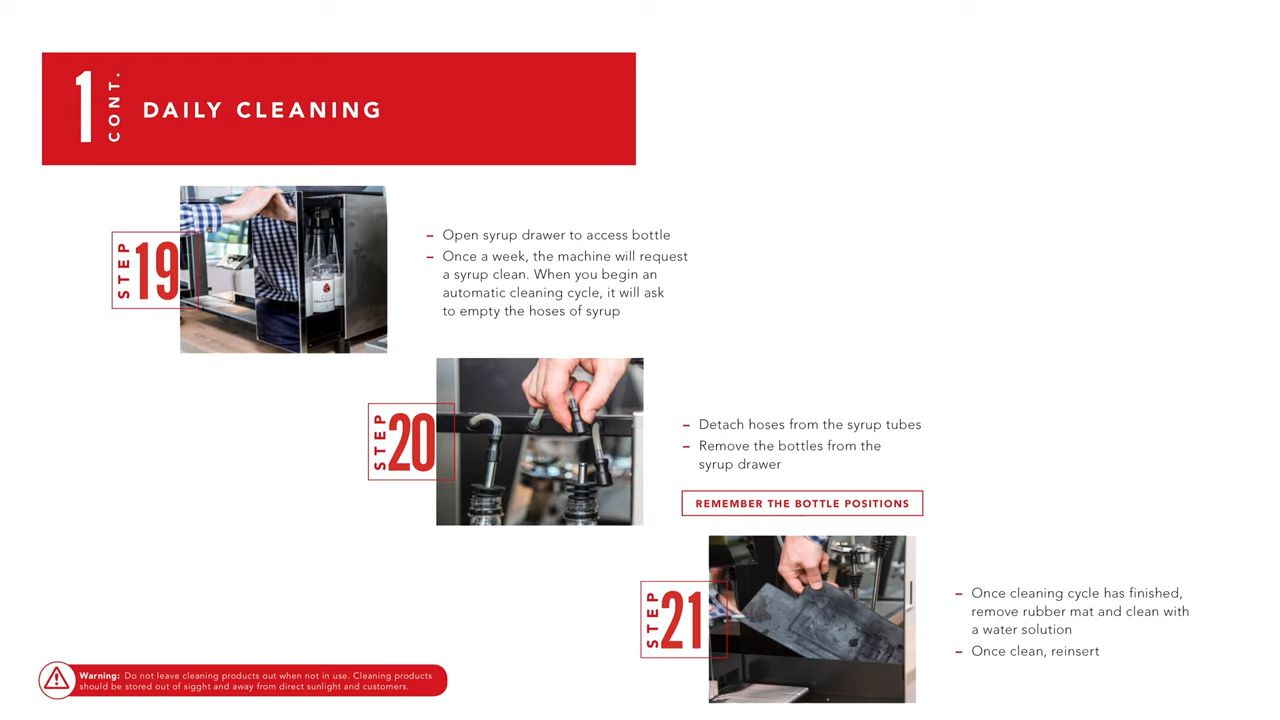 1 CONT. DAILY CLEANING
STEP 19
– Open syrup drawer to access bottle
– Once a week, the machine will request
a syrup clean. When you begin an
automatic cleaning cycle, it will ask
to empty the hoses of syrup
STEP 20
– Detach hoses from the syrup tubes
– Remove the bottles from the
syrup drawer
REMEMBER THE BOTTLE POSITIONS
STEP 21
– Once cleaning cycle has finished,
remove rubber mat and clean with
a water solution
– Once clean, reinsert
Warning: Do not leave cleaning products out when not in use. Cleaning products
should be stored out of sigght and away from direct sunlight and customers.